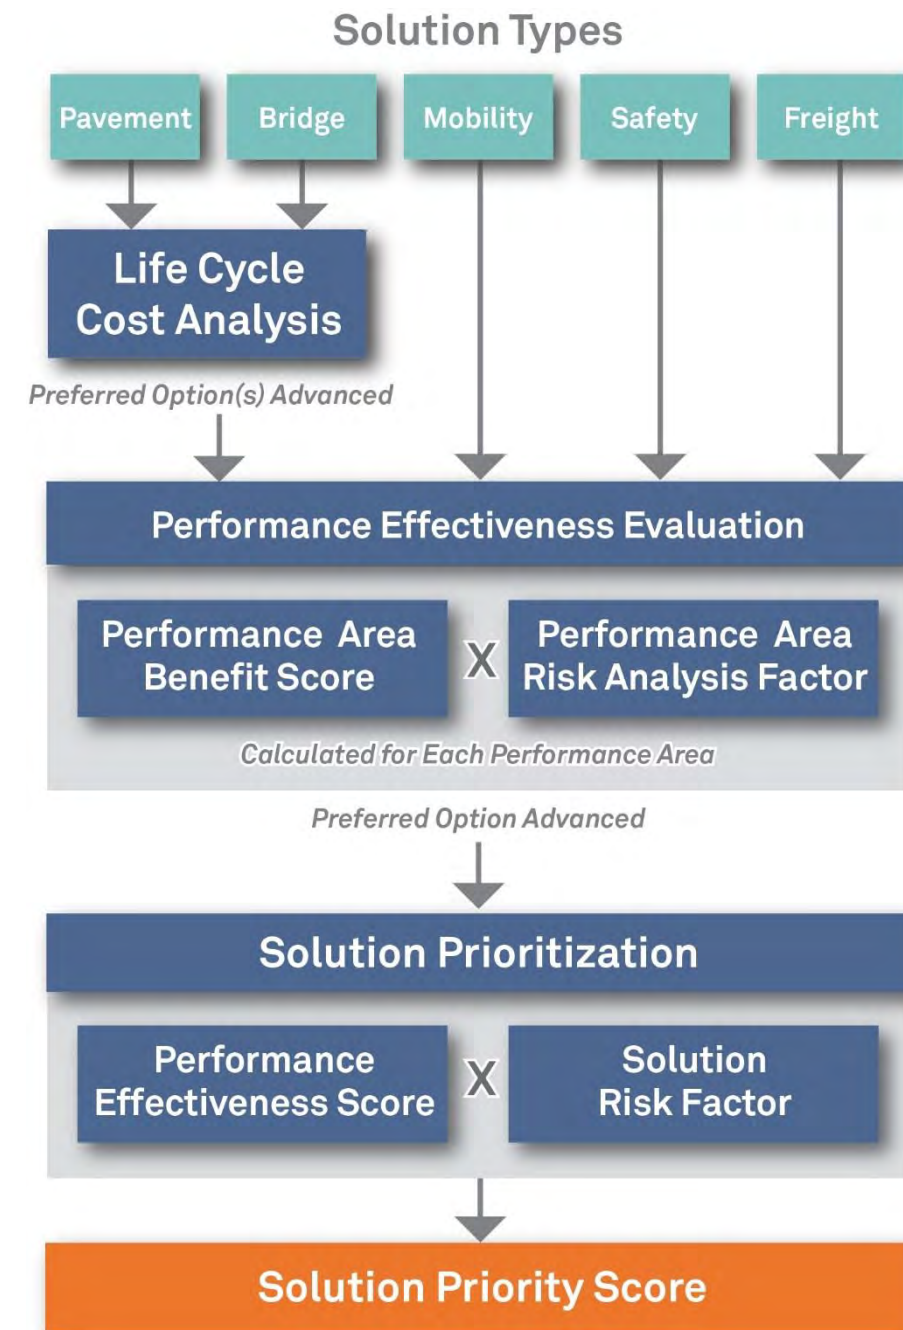 Solution Types
Pavement
Bridge
Mobility
Safety
Freight
Life Cycle
Cost Analysis
Preferred Option(s) Advanced
Performance Effectiveness Evaluation
Performance Area
Benefit Score
X
Performance Area
Risk Analysis Factor
Calculated for Each Performance Area
Preferred Option Advanced
Solution Prioritization
Performance
Effectiveness Score
X
Solution
Risk Factor
Solution Priority Score